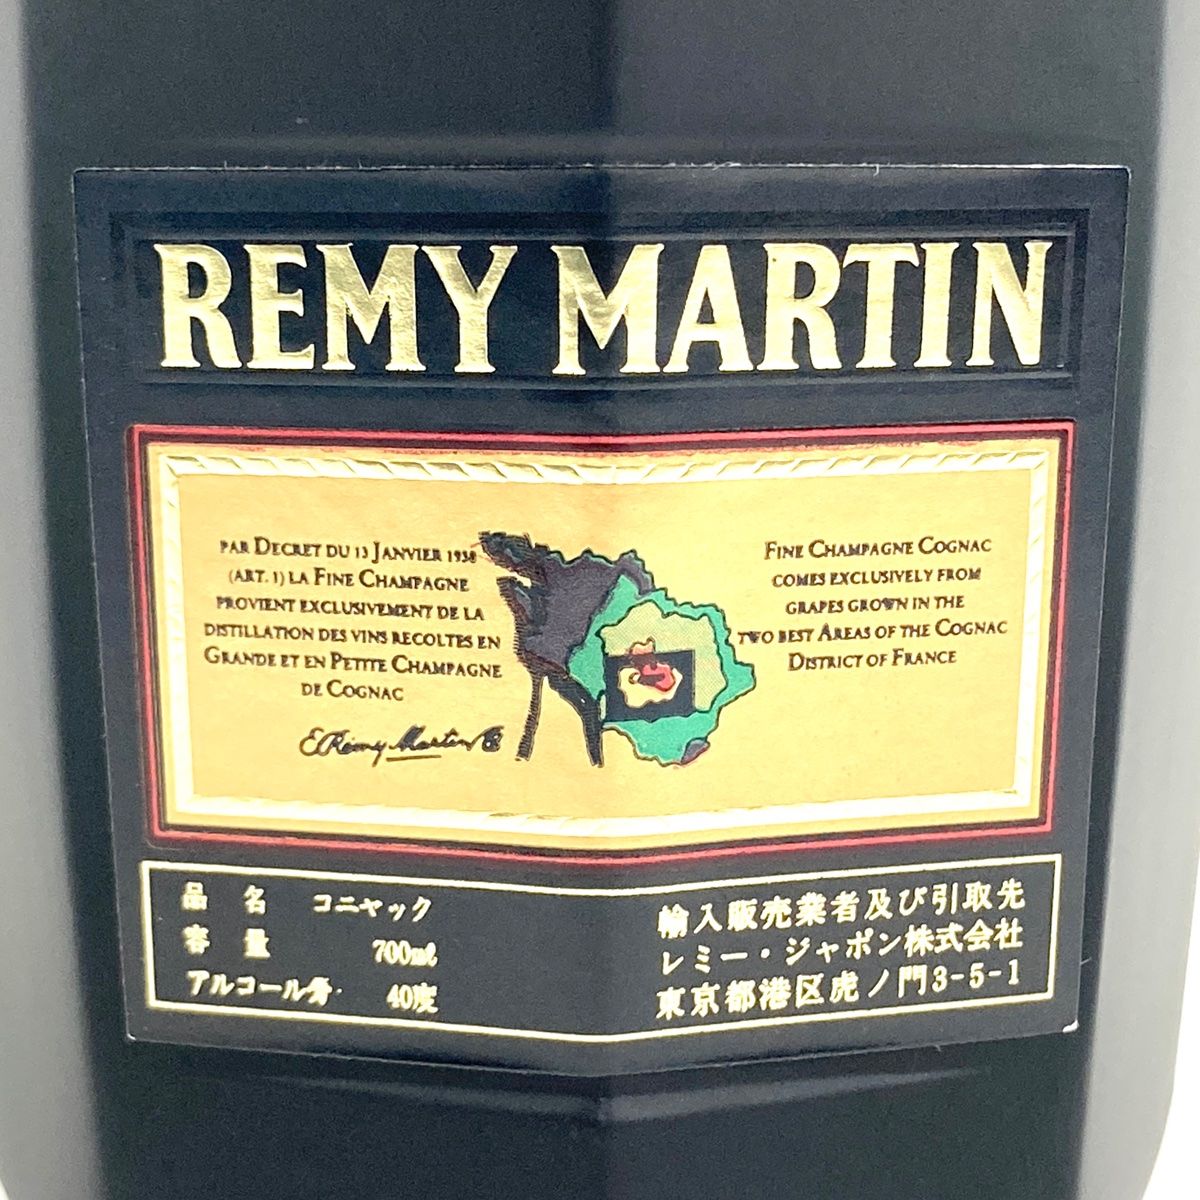 REMY MARTIN
PAR DECRET DU 13 JANVIER 1938
(ART. 1) LA FINE CHAMPAGNE
PROVIENT EXCLUSIVEMENT DE LA
DISTILLATION DES VINS RECOLTES EN
GRANDE ET EN PETITE CHAMPAGNE
DE COGNAC
E. Rémy Martin
FINE CHAMPAGNE COGNAC
COMES EXCLUSIVELY FROM
GRAPES GROWN IN THE
TWO BEST AREAS OF THE COGNAC
DISTRICT OF FRANCE
品名 コニャック
容量 700mℓ
アルコール分 40度
輸入販売業者及び引取先
レミー・ジャポン株式会社
東京都港区虎ノ門3-5-1